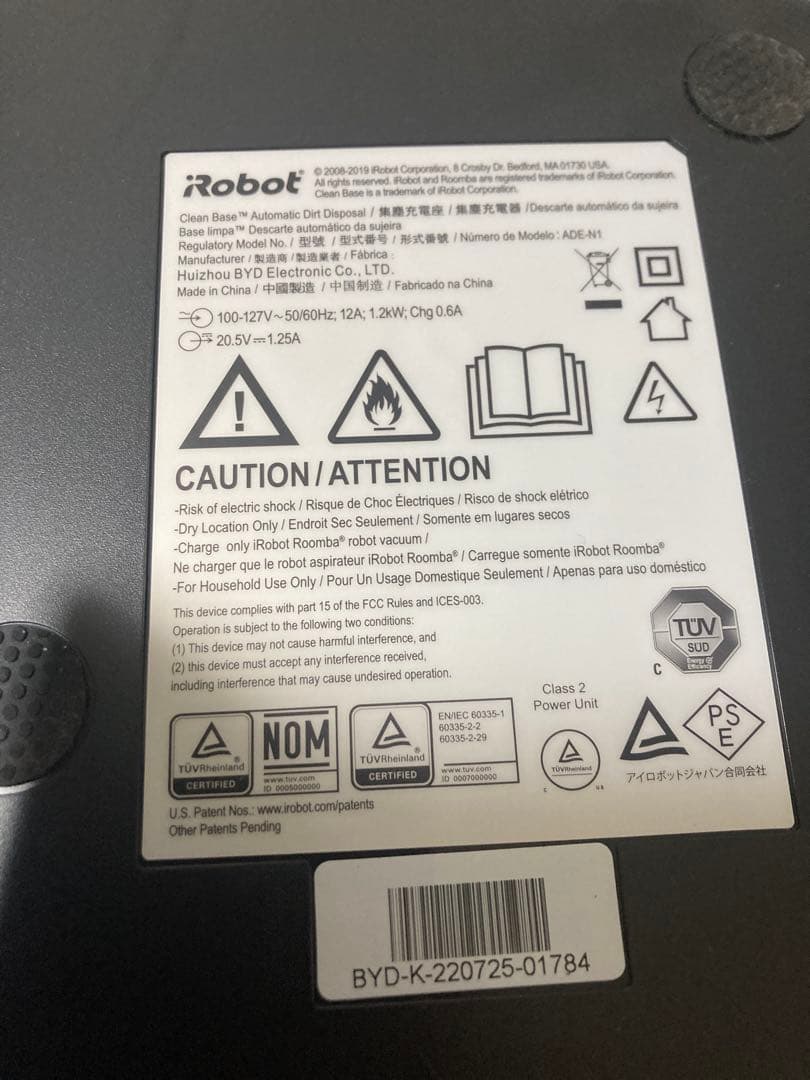 iRobot®
© 2008-2019 iRobot Corporation, 8 Crosby Dr. Bedford, MA 01730 USA.
All rights reserved. iRobot and Roomba are registered trademarks of iRobot Corporation.
Clean Base is a trademark of iRobot Corporation.
Clean Base™ Automatic Dirt Disposal / 集塵充電座 / 集塵充電器 /Descarte automático da sujeira
Base limpa™ Descarte automático da sujeira
Regulatory Model No. / 型號 / 型式番号 / 形式番號 / Número de Modelo : ADE-N1
Manufacturer / 製造商 / 製造業者 / Fábrica :
Huizhou BYD Electronic Co., LTD.
Made in China / 中國製造 / 中国制造 / Fabricado na China
100-127V~50/60Hz; 12A; 1.2kW; Chg 0.6A
20.5V⎓1.25A
CAUTION / ATTENTION
-Risk of electric shock / Risque de Choc Électriques / Risco de shock elétrico
-Dry Location Only / Endroit Sec Seulement / Somente em lugares secos
-Charge only iRobot Roomba® robot vacuum /
Ne charger que le robot aspirateur iRobot Roomba® / Carregue somente iRobot Roomba®
-For Household Use Only / Pour Un Usage Domestique Seulement / Apenas para uso doméstico
This device complies with part 15 of the FCC Rules and ICES-003.
Operation is subject to the following two conditions:
(1) This device may not cause harmful interference, and
(2) this device must accept any interference received,
including interference that may cause undesired operation.
TÜV
SÜD
Energy
Efficiency
C
TÜVRheinland®
CERTIFIED
NOM
www.tuv.com
ID 0005000000
TÜVRheinland®
CERTIFIED
EN/IEC 60335-1
60335-2-2
60335-2-29
www.tuv.com
ID 0007000000
Class 2
Power Unit
TÜVRheinland
C US
PS
E
アイロボットジャパン合同会社
U.S. Patent Nos.: www.irobot.com/patents
Other Patents Pending
BYD-K-220725-01784